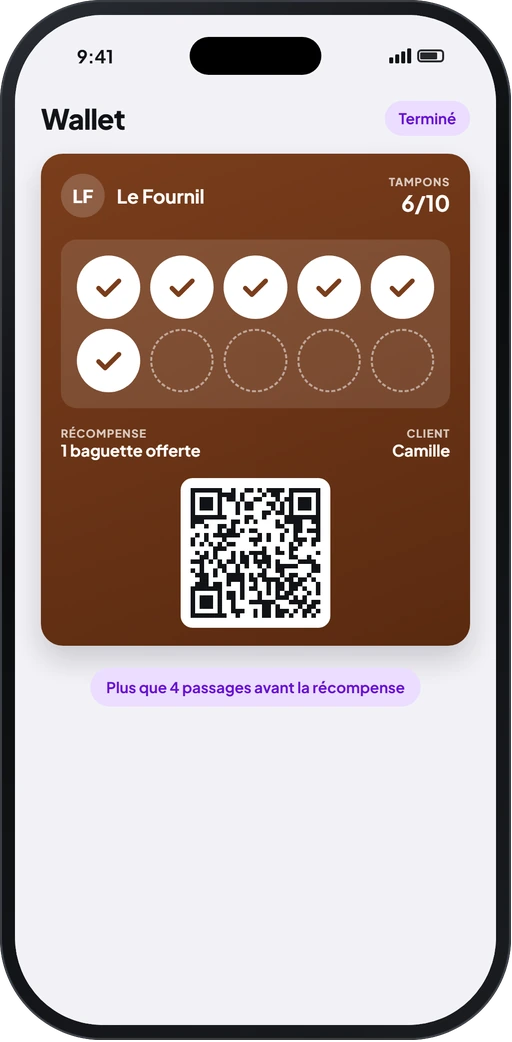 9:41
Wallet
Terminé
LF
Le Fournil
TAMPONS
6/10
RÉCOMPENSE
1 baguette offerte
CLIENT
Camille
Plus que 4 passages avant la récompense